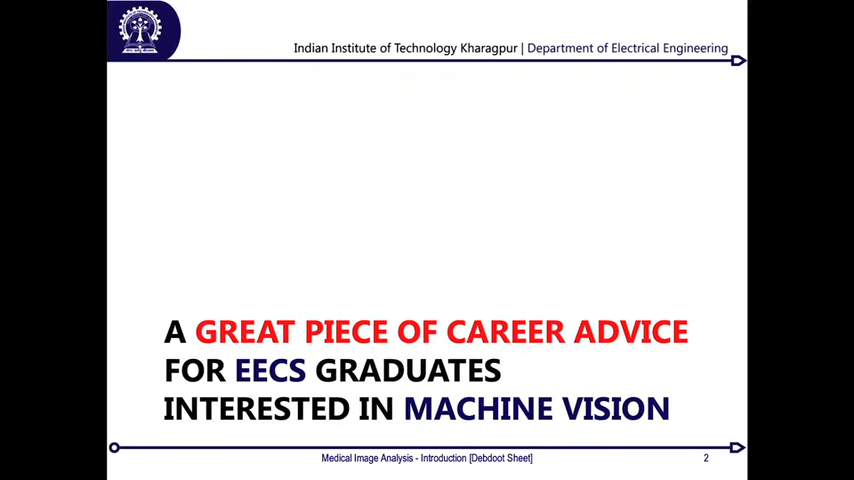 Indian Institute of Technology Kharagpur | Department of Electrical Engineering
A GREAT PIECE OF CAREER ADVICE
FOR EECS GRADUATES
INTERESTED IN MACHINE VISION
Medical Image Analysis - Introduction [Debdoot Sheet]
2